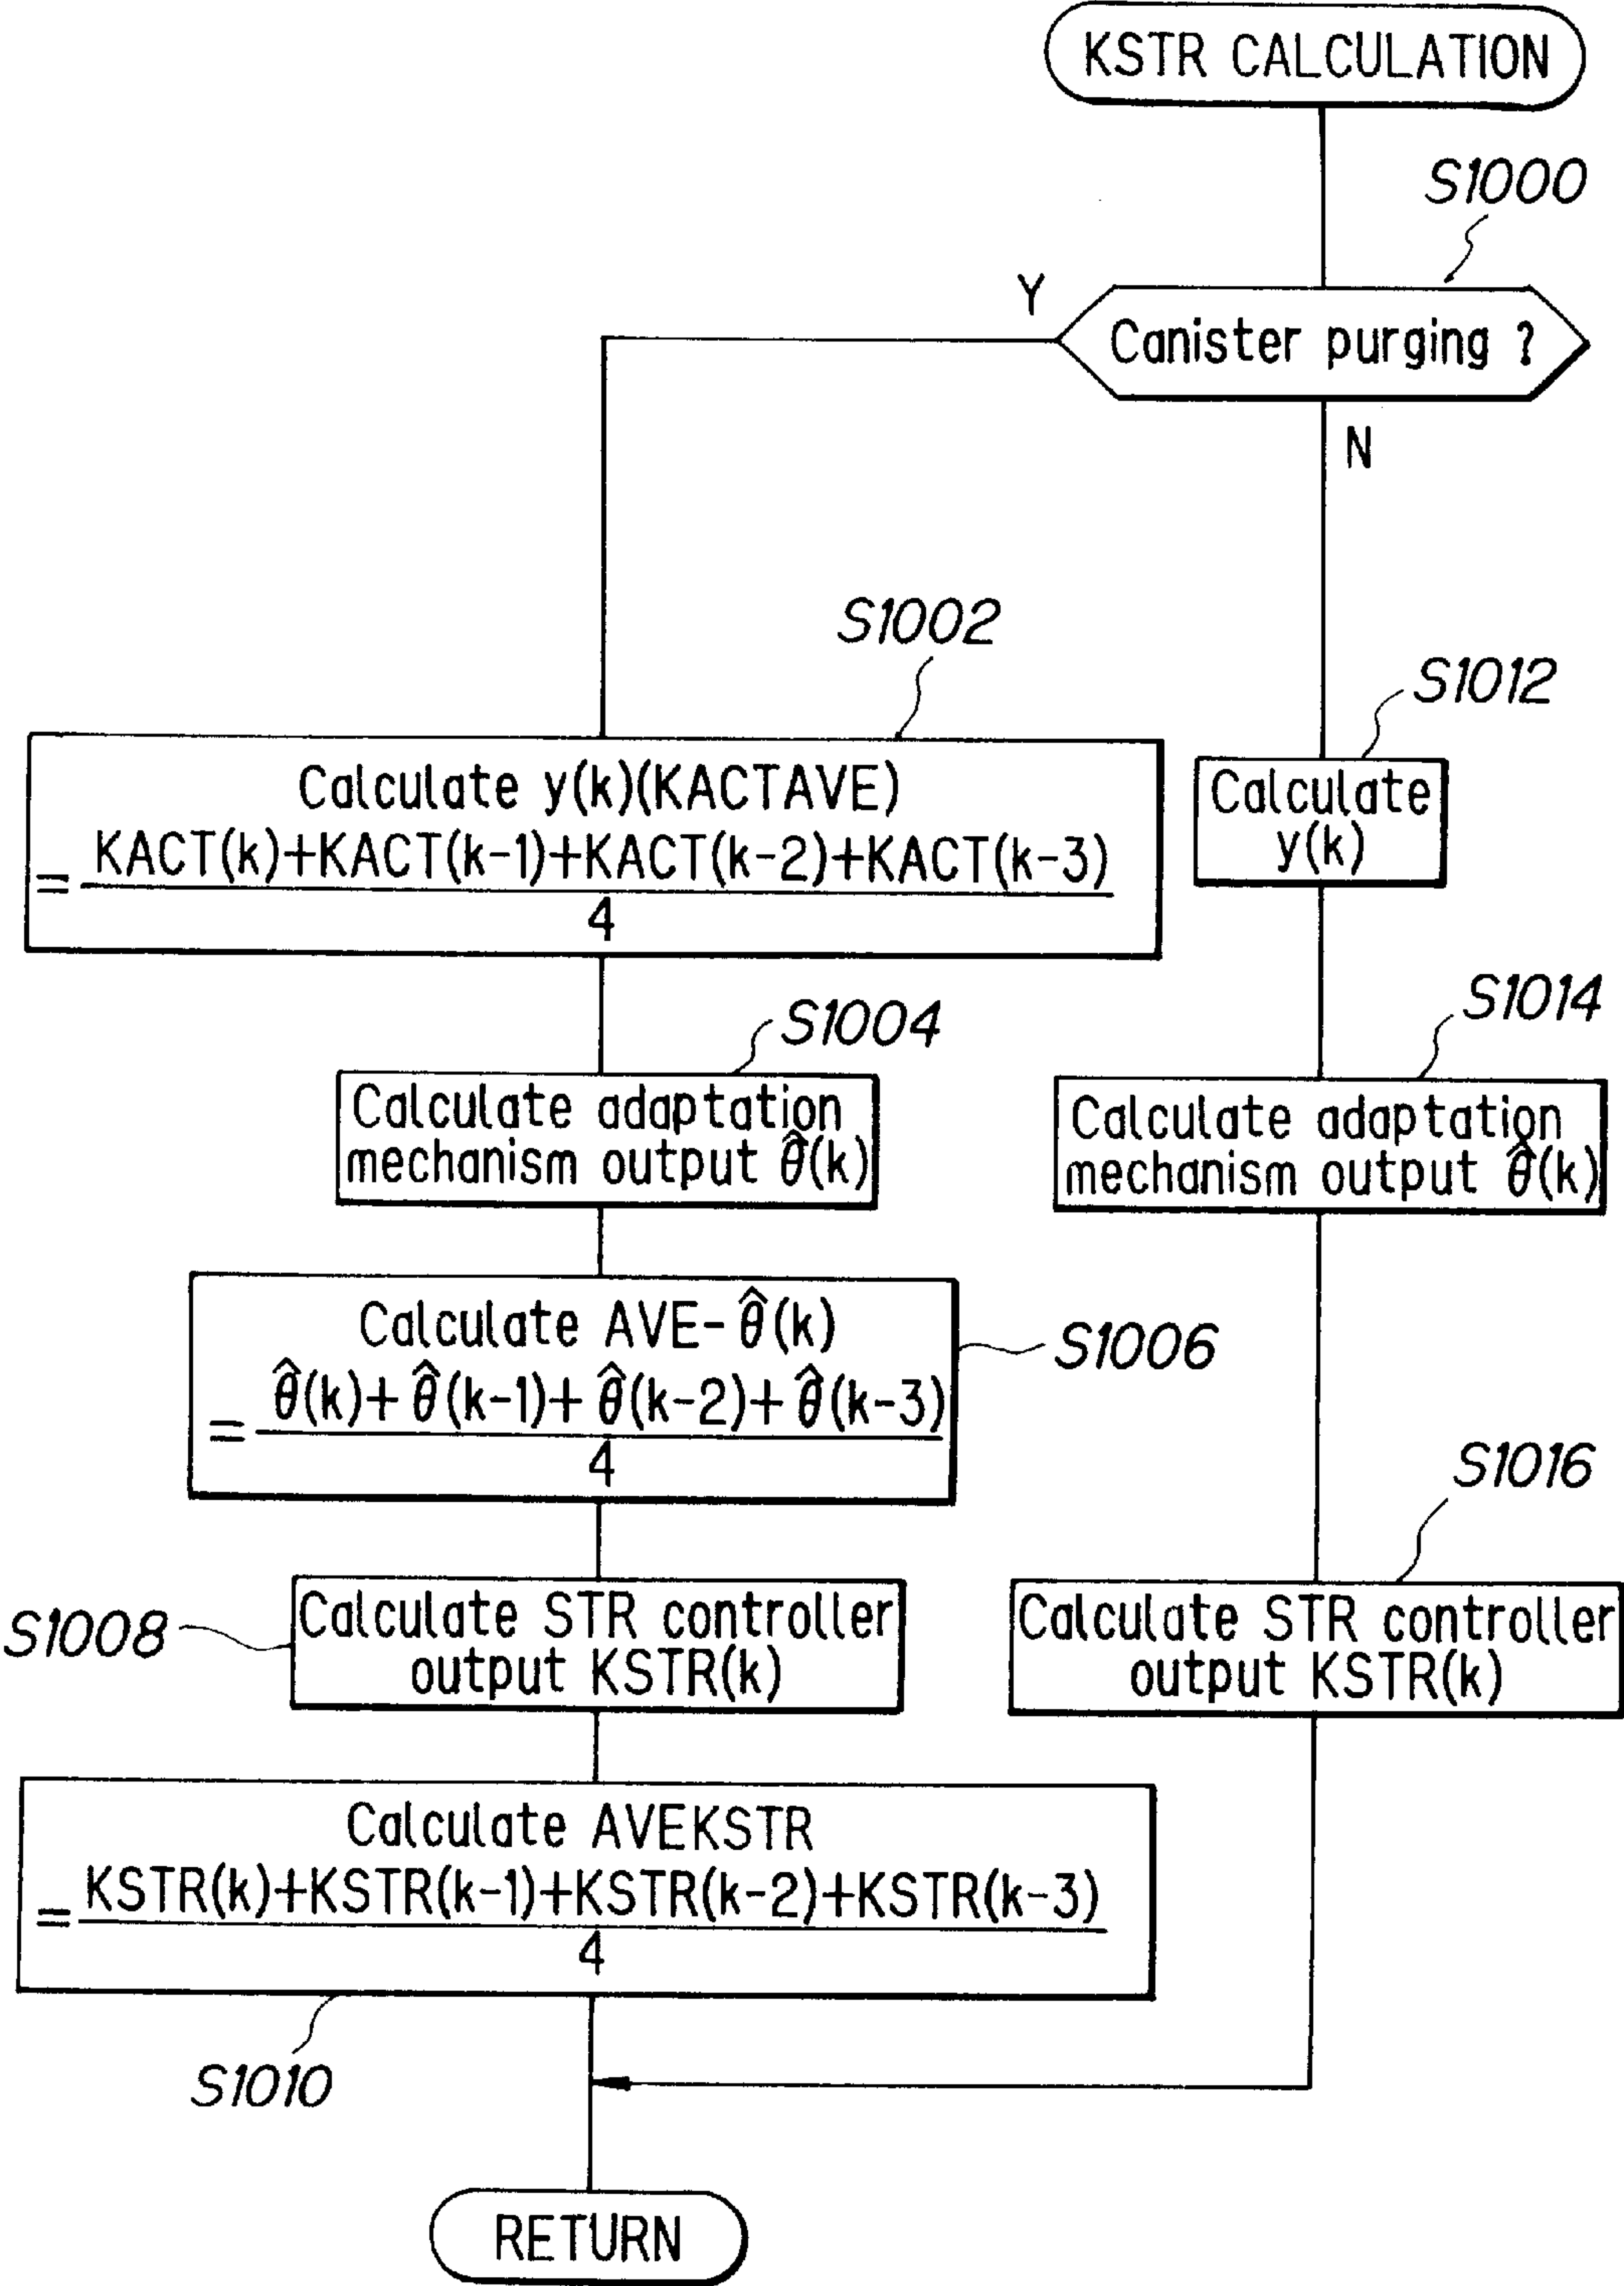 KSTR CALCULATION
S1000
Y
Canister purging ?
N
S1002
Calculate y(k)(KACTAVE)
KACT(k)+KACT(k-1)+KACT(k-2)+KACT(k-3)
=
4
S1012
Calculate
y(k)
S1004
Calculate adaptation
mechanism output θ̂(k)
S1014
Calculate adaptation
mechanism output θ̂(k)
Calculate AVE-θ̂(k)
θ̂(k)+θ̂(k-1)+θ̂(k-2)+θ̂(k-3)
=
4
S1006
S1008
Calculate STR controller
output KSTR(k)
S1016
Calculate STR controller
output KSTR(k)
Calculate AVEKSTR
KSTR(k)+KSTR(k-1)+KSTR(k-2)+KSTR(k-3)
=
4
S1010
RETURN